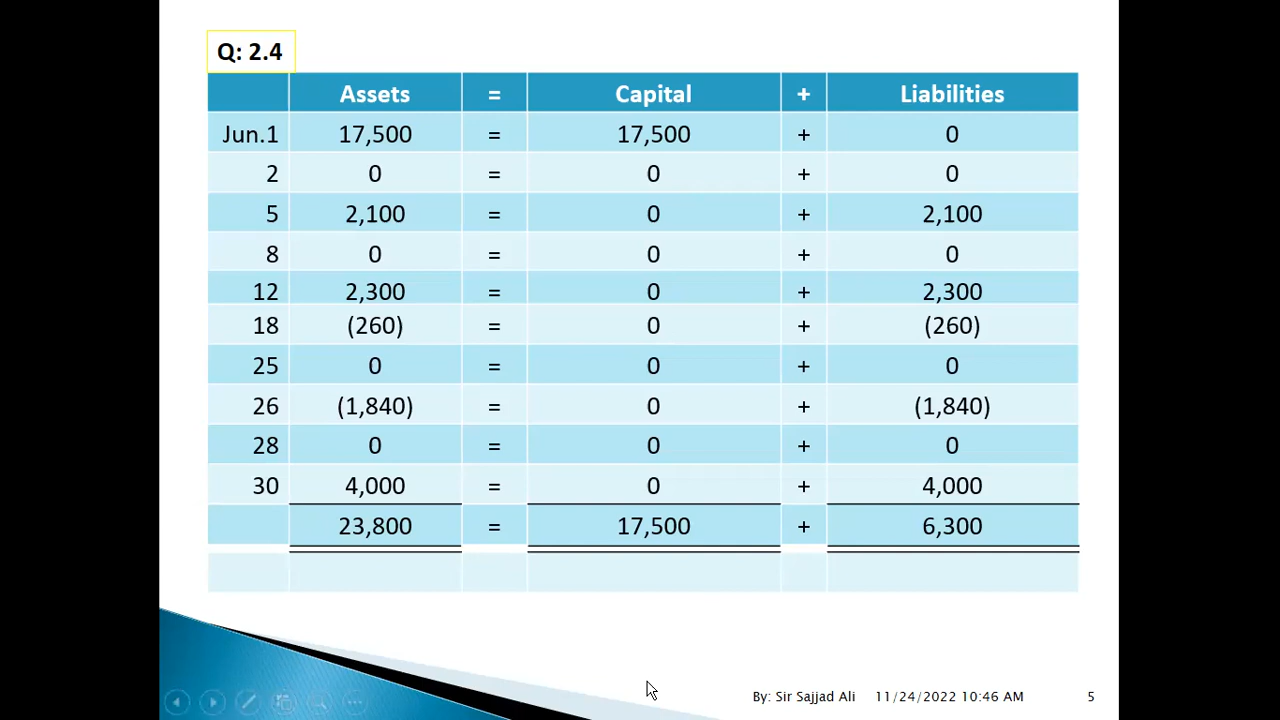 Q: 2.4
Assets = Capital + Liabilities
Jun.1 17,500 = 17,500 + 0
2 0 = 0 + 0
5 2,100 = 0 + 2,100
8 0 = 0 + 0
12 2,300 = 0 + 2,300
18 (260) = 0 + (260)
25 0 = 0 + 0
26 (1,840) = 0 + (1,840)
28 0 = 0 + 0
30 4,000 = 0 + 4,000
23,800 = 17,500 + 6,300
By: Sir Sajjad Ali 11/24/2022 10:46 AM 5